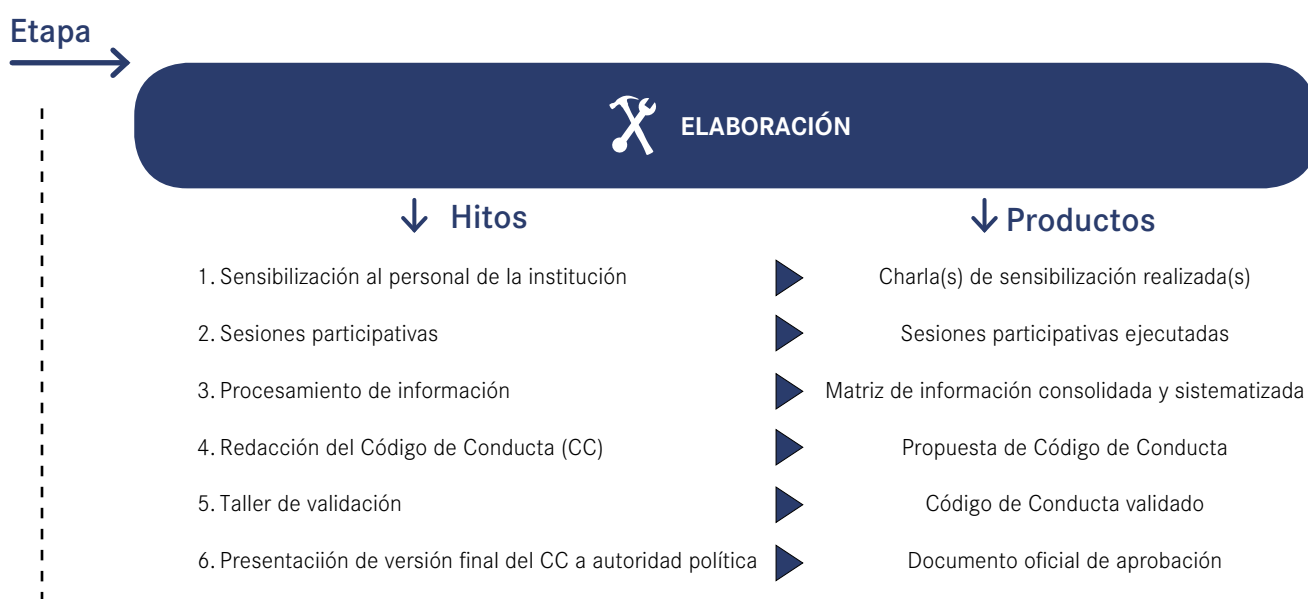 Etapa
ELABORACIÓN
Hitos
Productos
1. Sensibilización al personal de la institución
Charla(s) de sensibilización realizada(s)
2. Sesiones participativas
Sesiones participativas ejecutadas
3. Procesamiento de información
Matriz de información consolidada y sistematizada
4. Redacción del Código de Conducta (CC)
Propuesta de Código de Conducta
5. Taller de validación
Código de Conducta validado
6. Presentaciión de versión final del CC a autoridad política
Documento oficial de aprobación